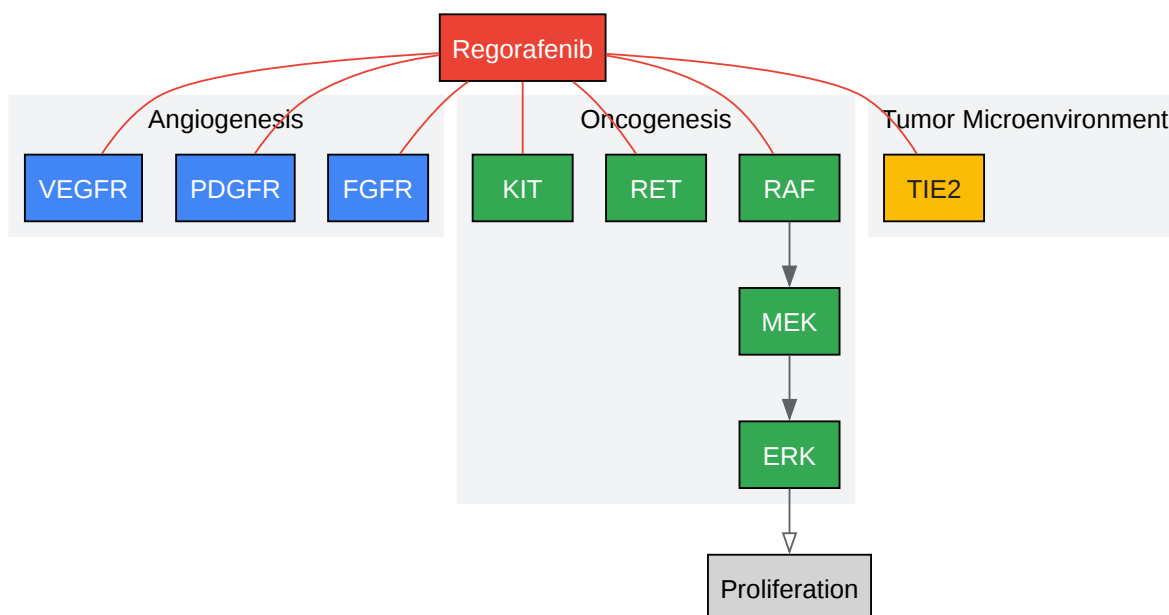 Regorafenib
Angiogenesis
Oncogenesis
Tumor Microenvironment
VEGFR
PDGFR
FGFR
KIT
RET
RAF
TIE2
MEK
ERK
Proliferation